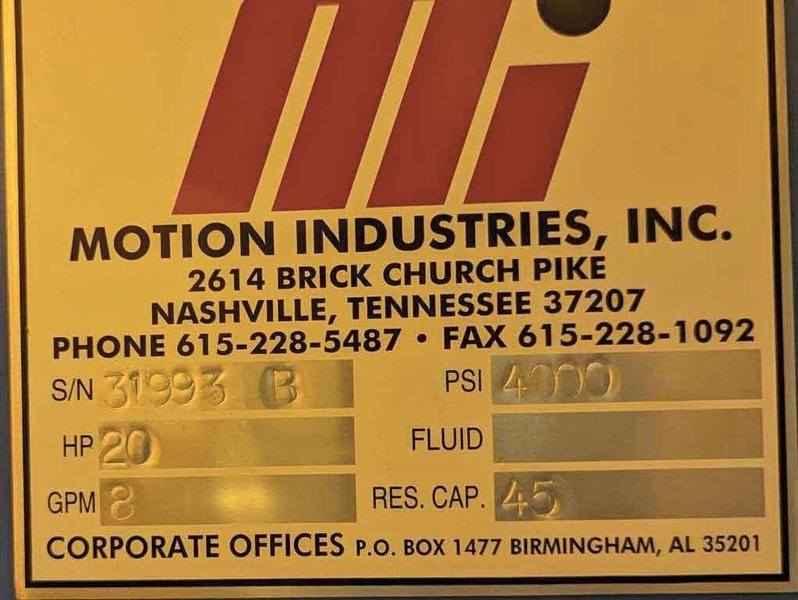 mi
MOTION INDUSTRIES, INC.
2614 BRICK CHURCH PIKE
NASHVILLE, TENNESSEE 37207
PHONE 615-228-5487 • FAX 615-228-1092
S/N 31993 B PSI 4000
HP 20 FLUID
GPM 8 RES. CAP. 45
CORPORATE OFFICES P.O. BOX 1477 BIRMINGHAM, AL 35201